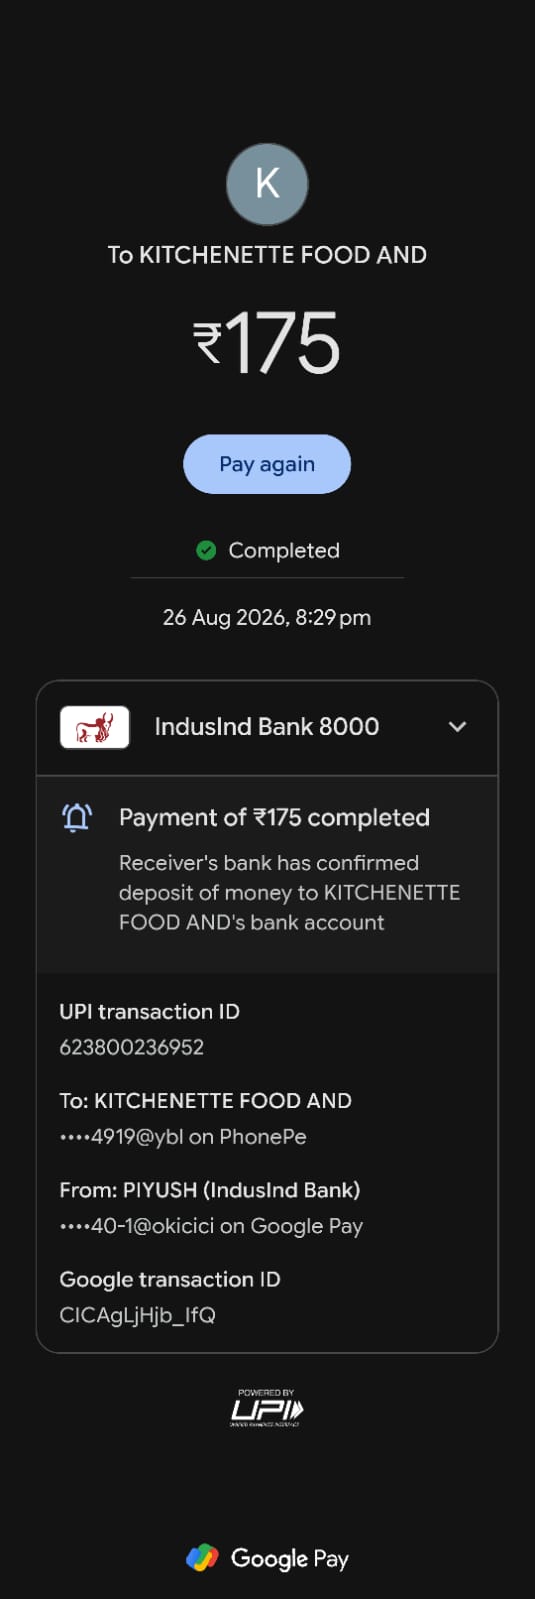 K
To KITCHENETTE FOOD AND
₹175
Pay again
Completed
26 Aug 2026, 8:29 pm
IndusInd Bank 8000
Payment of ₹175 completed
Receiver's bank has confirmed
deposit of money to KITCHENETTE
FOOD AND's bank account
UPI transaction ID
623800236952
To: KITCHENETTE FOOD AND
••••4919@ybl on PhonePe
From: PIYUSH (IndusInd Bank)
••••40-1@okicici on Google Pay
Google transaction ID
CICAgLjHjb_IfQ
POWERED BY
UPI
UNIFIED PAYMENTS INTERFACE
Google Pay